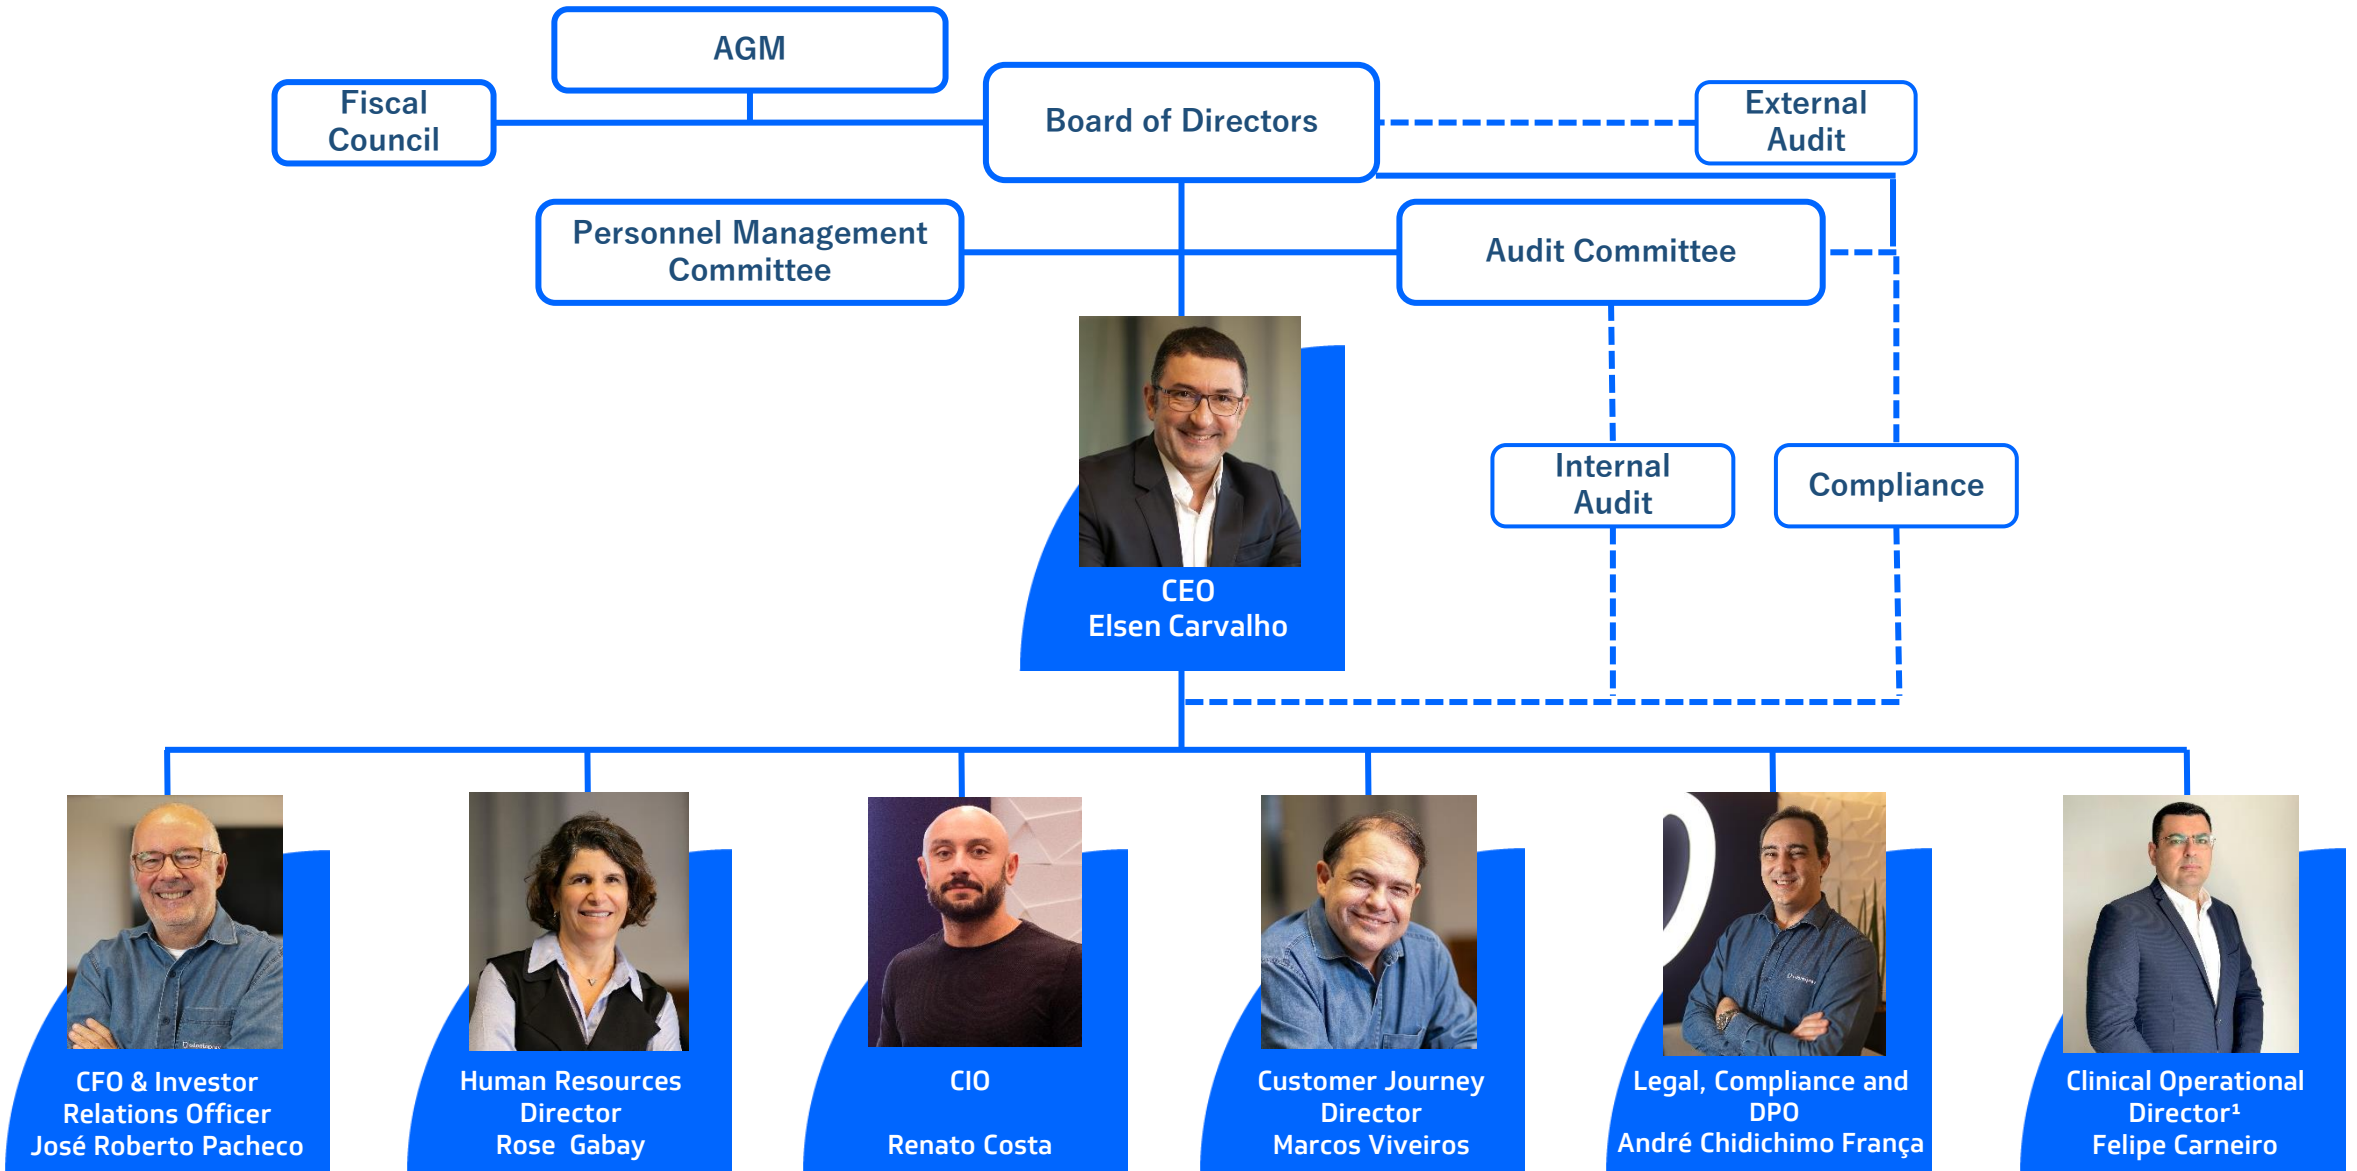 AGM
Fiscal
Council
Board of Directors
External
Audit
Personnel Management
Committee
Audit Committee
Internal
Audit
Compliance
CEO
Elsen Carvalho
CFO & Investor
Relations Officer
José Roberto Pacheco
Human Resources
Director
Rose  Gabay
CIO
Renato Costa
Customer Journey
Director
Marcos Viveiros
Legal, Compliance and
DPO
André Chidichimo França
Clinical Operational
Director¹
Felipe Carneiro